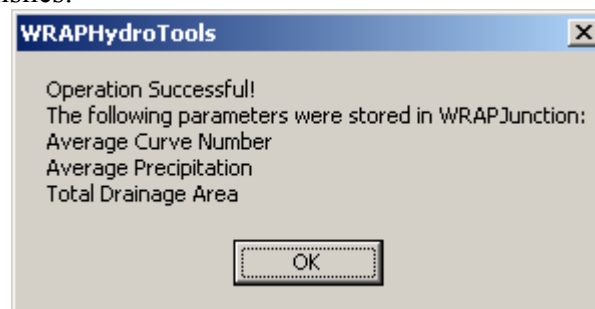 WRAPHydroTools
Operation Successful!
The following parameters were stored in WRAPJunction:
Average Curve Number
Average Precipitation
Total Drainage Area
OK